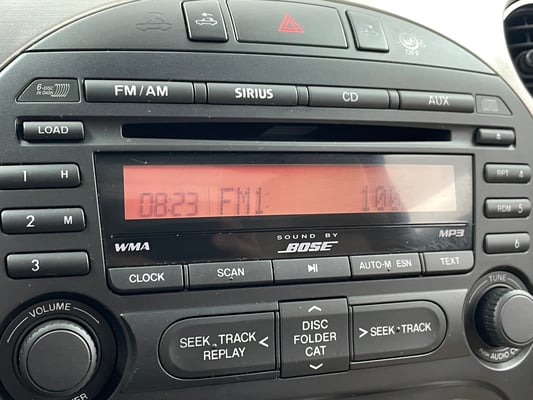 OFF
6-DISC
IN DASH
FM/AM
SIRIUS
CD
AUX
LOAD
1 H
2 M
3
08:23 FM1:
SOUND BY
BOSE
WMA
MP3
RPT 4
RDM 5
6
CLOCK
SCAN
AUTO-M ESN
TEXT
VOLUME
SEEK TRACK
REPLAY
DISC
FOLDER
CAT
SEEK TRACK
TUNE